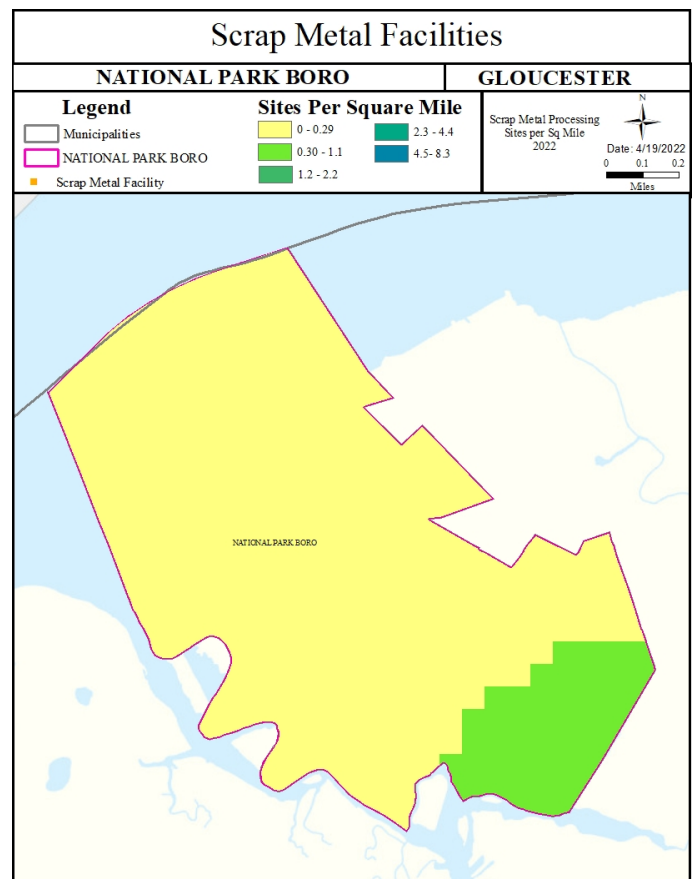 Scrap Metal Facilities
NATIONAL PARK BORO
GLOUCESTER
Legend
Municipalities
NATIONAL PARK BORO
Scrap Metal Facility
Sites Per Square Mile
0 - 0.29
0.30 - 1.1
1.2 - 2.2
2.3 - 4.4
4.5- 8.3
Scrap Metal Processing
Sites per Sq Mile
2022
N
Date: 4/19/2022
0 0.1 0.2
Miles
NATIONAL PARK BORO